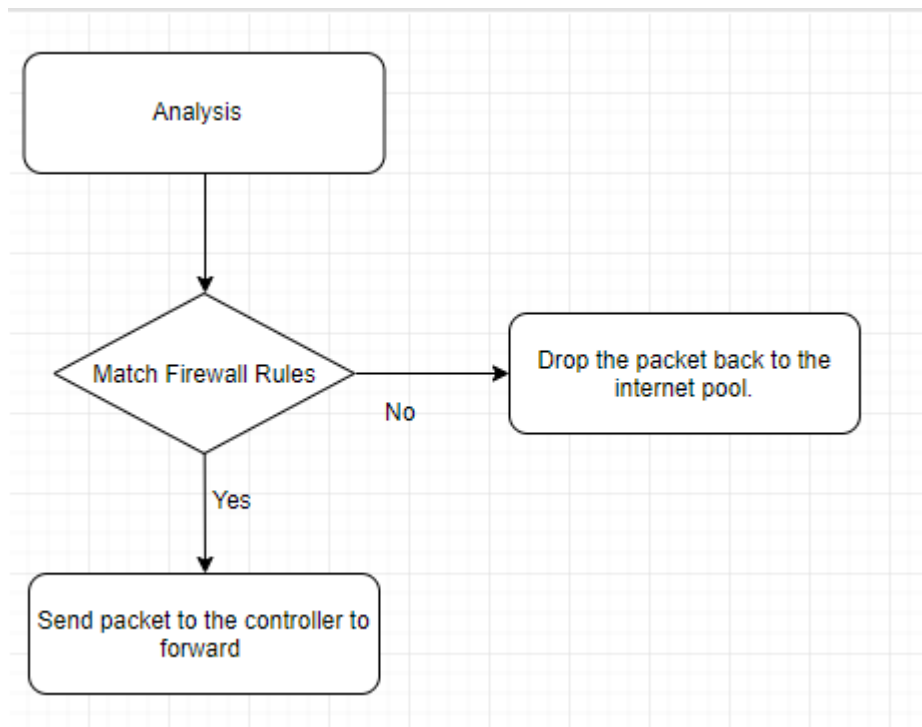 Analysis
Match Firewall Rules
No
Drop the packet back to the
internet pool.
Yes
Send packet to the controller to
forward